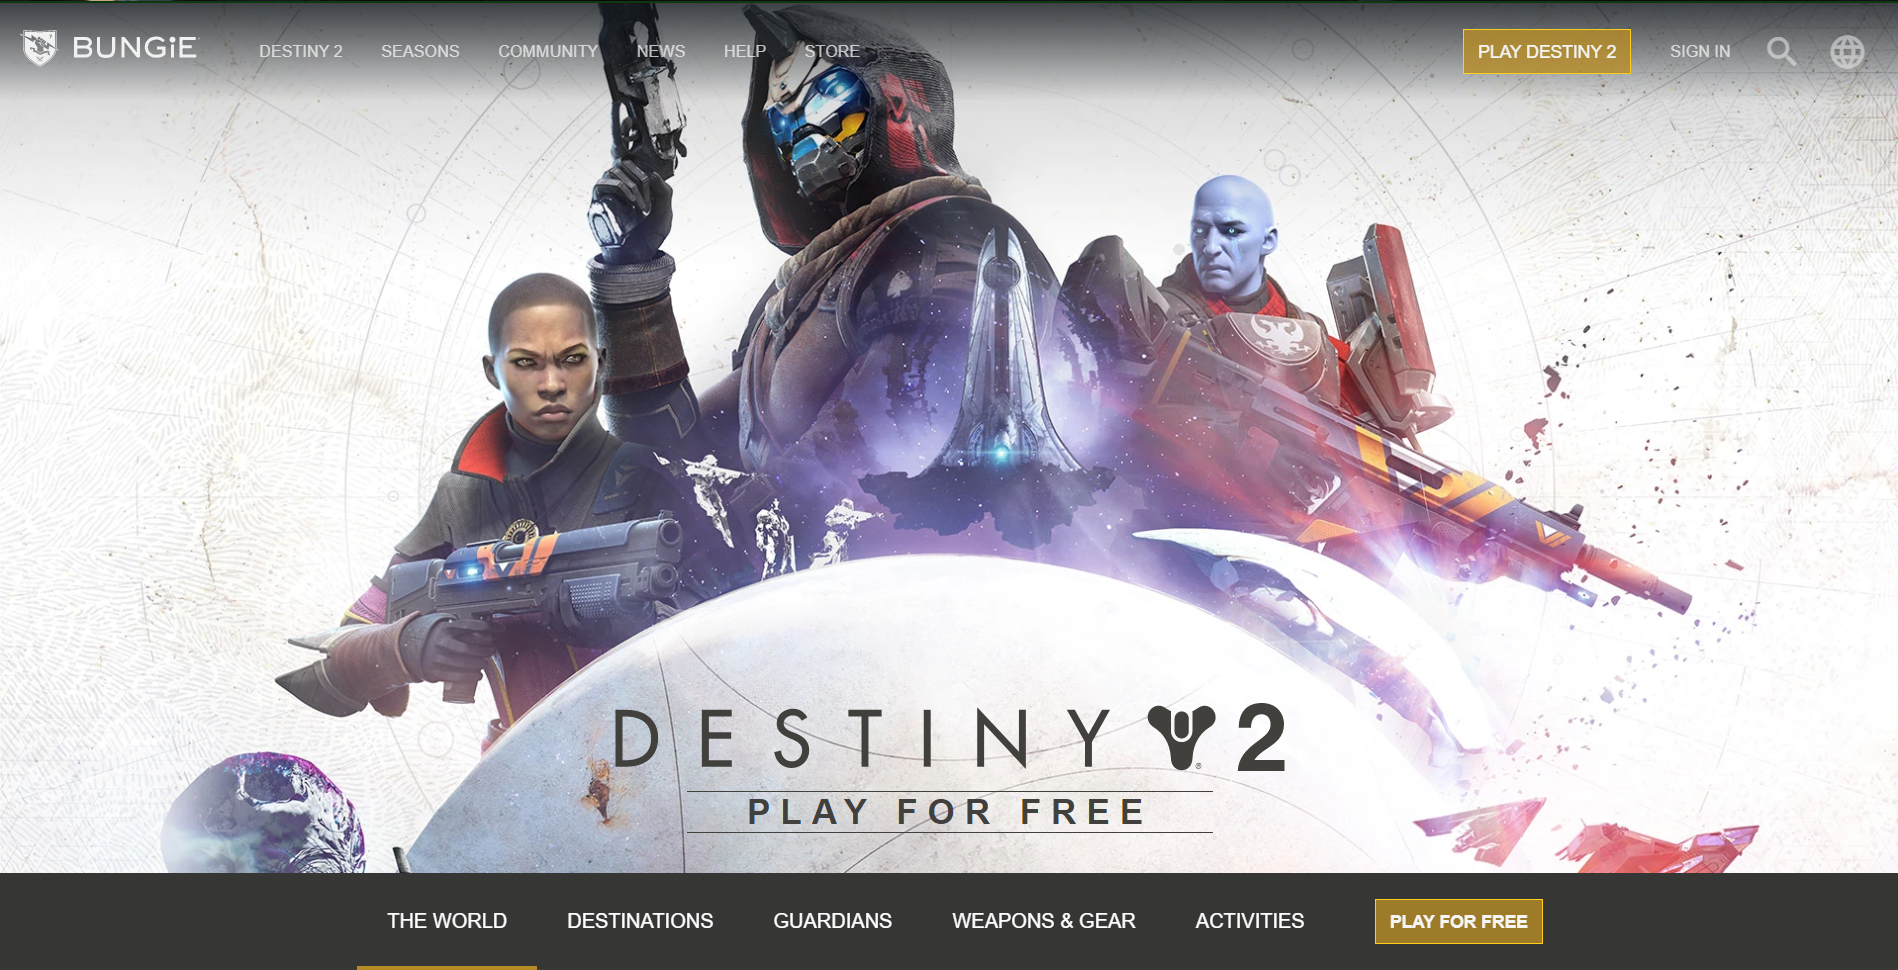 BUNGiE
DESTINY 2 SEASONS COMMUNITY NEWS HELP STORE
PLAY DESTINY 2 SIGN IN
DESTINY 2
PLAY FOR FREE
THE WORLD DESTINATIONS GUARDIANS WEAPONS & GEAR ACTIVITIES PLAY FOR FREE